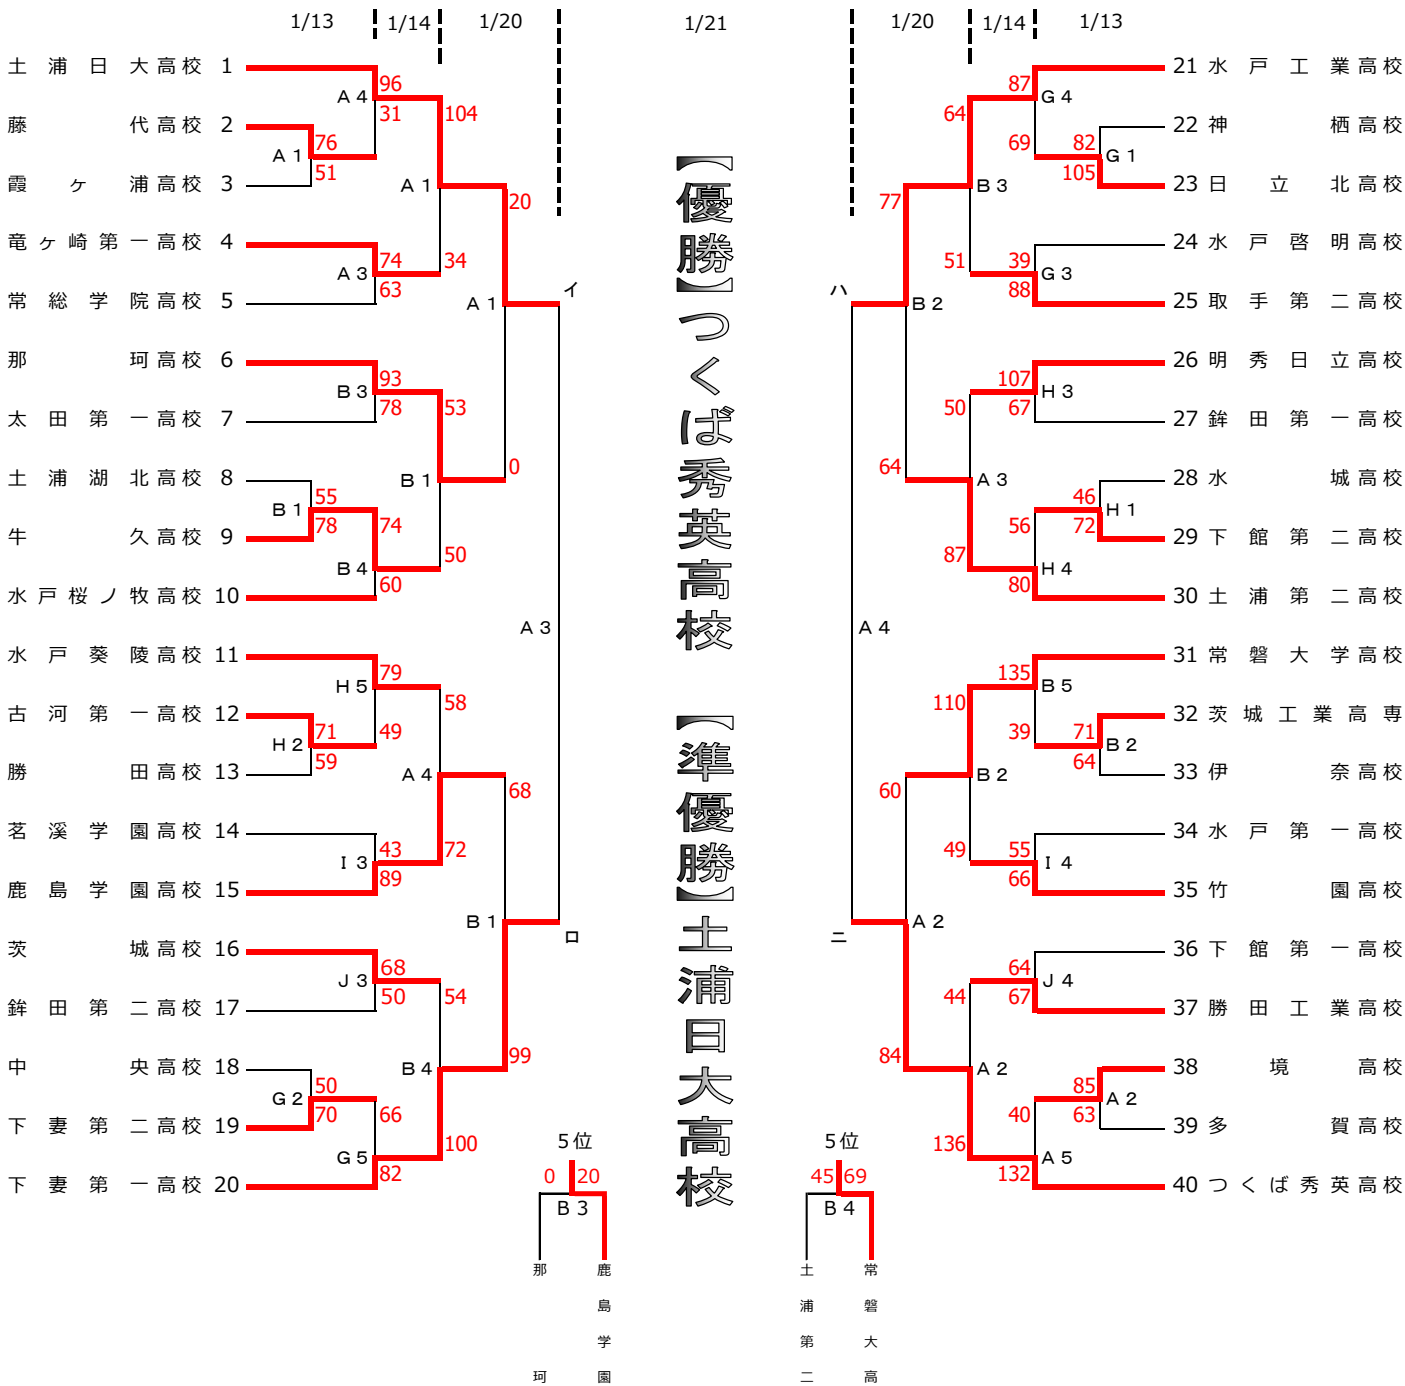 1/13 1/14 1/20 1/21 1/20 1/14 1/13
土浦日大高校 1
藤代高校 2
霞ヶ浦高校 3
竜ヶ崎第一高校 4
常総学院高校 5
那珂高校 6
太田第一高校 7
土浦湖北高校 8
牛久高校 9
水戸桜ノ牧高校 10
水戸葵陵高校 11
古河第一高校 12
勝田高校 13
茗溪学園高校 14
鹿島学園高校 15
茨城高校 16
鉾田第二高校 17
中央高校 18
下妻第二高校 19
下妻第一高校 20
A4
96
31
A1
76
51
A3
74
63
B3
93
78
B1
55
78
B4
74
60
H5
79
49
H2
71
59
I3
43
89
J3
68
50
G2
50
70
G5
66
82
A1
104
34
B1
53
50
A4
58
72
B4
54
100
A1
20
0
B1
68
99
イ
A3
ロ
【優勝】つくば秀英高校
【準優勝】土浦日大高校
ハ
A4
ニ
B2
77
64
A2
60
84
B3
64
51
A3
50
87
B2
110
49
A2
44
136
G4
87
69
G1
82
105
G3
39
88
H3
107
67
H1
46
72
H4
56
80
B5
135
39
B2
71
64
I4
55
66
J4
64
67
A2
85
63
A5
40
132
21 水戸工業高校
22 神栖高校
23 日立北高校
24 水戸啓明高校
25 取手第二高校
26 明秀日立高校
27 鉾田第一高校
28 水城高校
29 下館第二高校
30 土浦第二高校
31 常磐大学高校
32 茨城工業高専
33 伊奈高校
34 水戸第一高校
35 竹園高校
36 下館第一高校
37 勝田工業高校
38 境高校
39 多賀高校
40 つくば秀英高校
5位
0 20
B3
那珂
鹿島学園
5位
45 69
B4
土浦第二
常磐大高